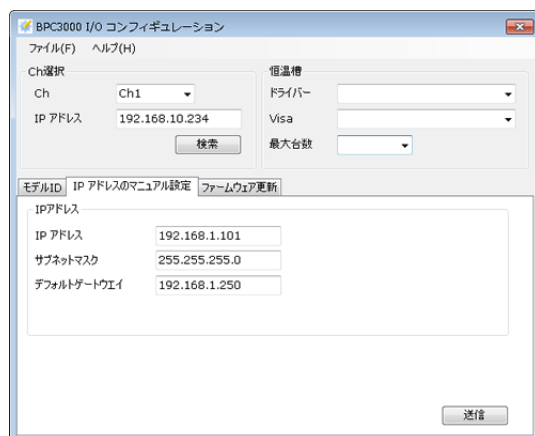 BPC3000 I/O コンフィギュレーション
ファイル(F) ヘルプ(H)
Ch選択
Ch Ch1
IP アドレス 192.168.10.234
検索
恒温槽
ドライバー
Visa
最大台数
モデルID IP アドレスのマニュアル設定 ファームウェア更新
IPアドレス
IP アドレス 192.168.1.101
サブネットマスク 255.255.255.0
デフォルトゲートウエイ 192.168.1.250
送信